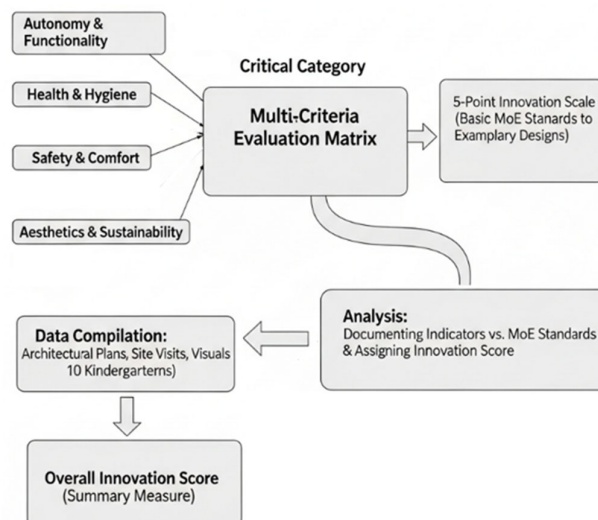 Autonomy &
Functionality
Health & Hygiene
Safety & Comfort
Aesthetics & Sustainability
Critical Category
Multi-Criteria
Evaluation Matrix
5-Point Innovation Scale
(Basic MoE Stanards to
Examplary Designs)
Analysis:
Documenting Indicators vs. MoE Standards
& Assigning Innovation Score
Data Compilation:
Architectural Plans, Site Visits, Visuals
10 Kindergarterns)
Overall Innovation Score
(Summary Measure)